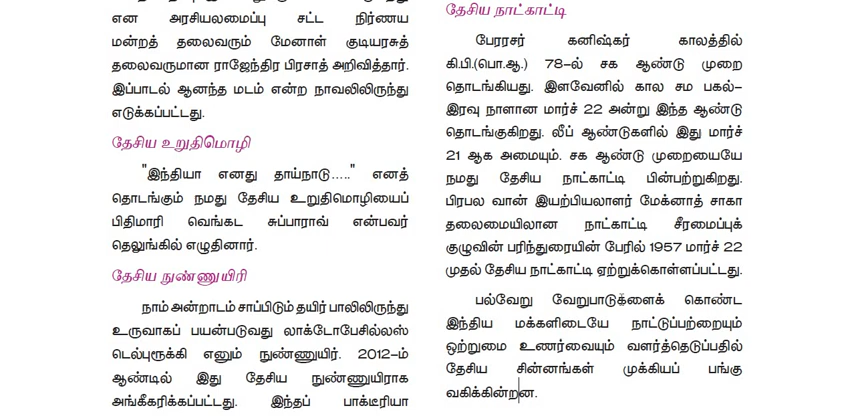 என அரசியலமைப்பு சட்ட நிர்ணய
மன்றத் தலைவரும் மேனாள் குடியரசுத்
தலைவருமான ராஜேந்திர பிரசாத் அறிவித்தார்.
இப்பாடல் ஆனந்த மடம் என்ற நாவலிலிருந்து
எடுக்கப்பட்டது.
தேசிய உறுதிமொழி
"இந்தியா எனது தாய்நாடு....." எனத்
தொடங்கும் நமது தேசிய உறுதிமொழியைப்
பிதிமாரி வெங்கட சுப்பாராவ் என்பவர்
தெலுங்கில் எழுதினார்.
தேசிய நுண்ணுயிரி
நாம் அன்றாடம் சாப்பிடும் தயிர் பாலிலிருந்து
உருவாகப் பயன்படுவது லாக்டோபேசில்லஸ்
டெல்புரூக்கி எனும் நுண்ணுயிர். 2012-ம்
ஆண்டில் இது தேசிய நுண்ணுயிராக
அங்கீகரிக்கப்பட்டது. இந்தப் பாக்டீரியா
தேசிய நாட்காட்டி
பேரரசர் கனிஷ்கர் காலத்தில்
கி.பி.(பொ.ஆ.) 78-ல் சக ஆண்டு முறை
தொடங்கியது. இளவேனில் கால சம பகல்-
இரவு நாளான மார்ச் 22 அன்று இந்த ஆண்டு
தொடங்குகிறது. லீப் ஆண்டுகளில் இது மார்ச்
21 ஆக அமையும். சக ஆண்டு முறையையே
நமது தேசிய நாட்காட்டி பின்பற்றுகிறது.
பிரபல வான் இயற்பியலாளர் மேக்னாத் சாகா
தலைமையிலான நாட்காட்டி சீரமைப்புக்
குழுவின் பரிந்துரையின் பேரில் 1957 மார்ச் 22
முதல் தேசிய நாட்காட்டி ஏற்றுக்கொள்ளப்பட்டது.
பல்வேறு வேறுபாடுகளைக் கொண்ட
இந்திய மக்களிடையே நாட்டுப்பற்றையும்
ஒற்றுமை உணர்வையும் வளர்த்தெடுப்பதில்
தேசிய சின்னங்கள் முக்கியப் பங்கு
வகிக்கின்றன.